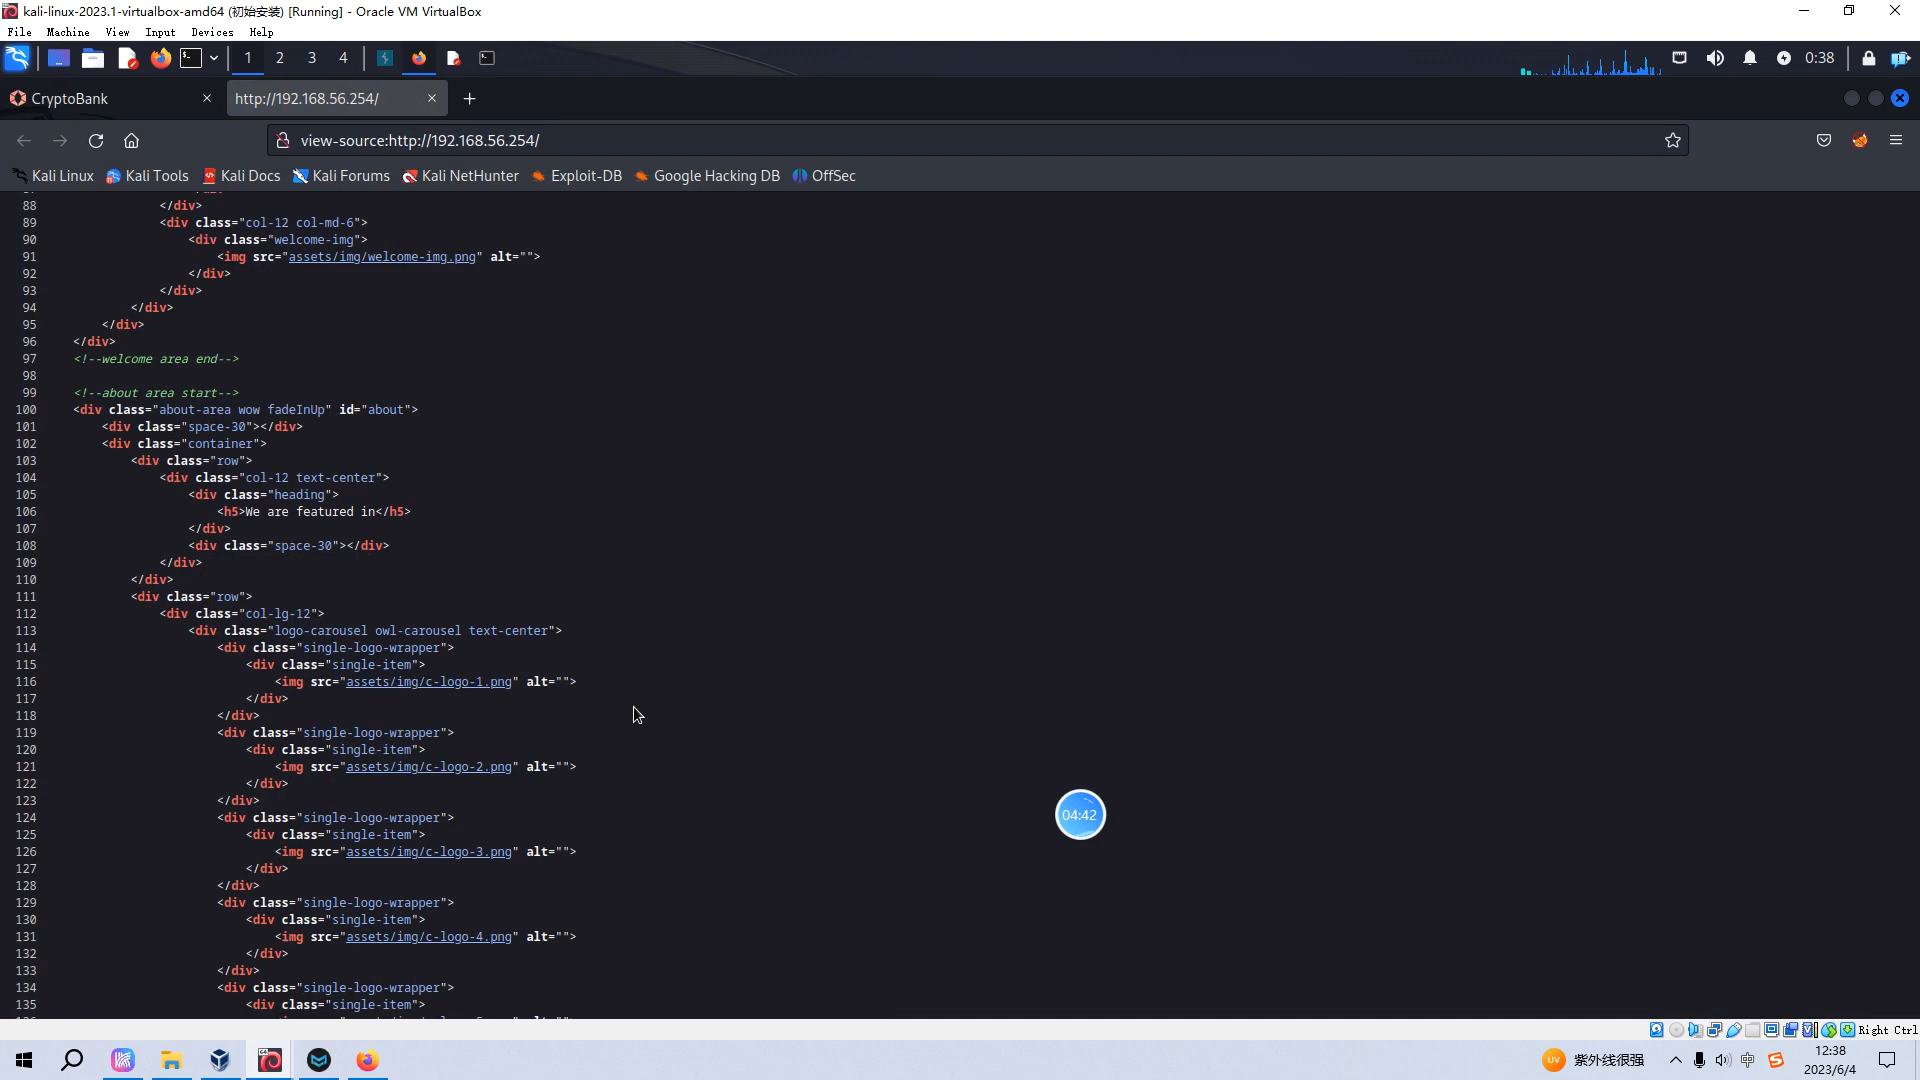 kali-linux-2023.1-virtualbox-amd64 (初始安装) [Running] - Oracle VM VirtualBox
File Machine View Input Devices Help
1 2 3 4 0:38
CryptoBank http://192.168.56.254/
view-source:http://192.168.56.254/
Kali Linux Kali Tools Kali Docs Kali Forums Kali NetHunter Exploit-DB Google Hacking DB OffSec
88 </div>
89 <div class="col-12 col-md-6">
90 <div class="welcome-img">
91 <img src="assets/img/welcome-img.png" alt="">
92 </div>
93 </div>
94 </div>
95 </div>
96 </div>
97 <!--welcome area end-->
98
99 <!--about area start-->
100 <div class="about-area wow fadeInUp" id="about">
101 <div class="space-30"></div>
102 <div class="container">
103 <div class="row">
104 <div class="col-12 text-center">
105 <div class="heading">
106 <h5>We are featured in</h5>
107 </div>
108 <div class="space-30"></div>
109 </div>
110 </div>
111 <div class="row">
112 <div class="col-lg-12">
113 <div class="logo-carousel owl-carousel text-center">
114 <div class="single-logo-wrapper">
115 <div class="single-item">
116 <img src="assets/img/c-logo-1.png" alt="">
117 </div>
118 </div>
119 <div class="single-logo-wrapper">
120 <div class="single-item">
121 <img src="assets/img/c-logo-2.png" alt="">
122 </div>
123 </div>
124 <div class="single-logo-wrapper">
125 <div class="single-item">
126 <img src="assets/img/c-logo-3.png" alt="">
127 </div>
128 </div>
129 <div class="single-logo-wrapper">
130 <div class="single-item">
131 <img src="assets/img/c-logo-4.png" alt="">
132 </div>
133 </div>
134 <div class="single-logo-wrapper">
135 <div class="single-item">
04:42
Right Ctrl
UV 紫外线很强 中 12:38
2023/6/4